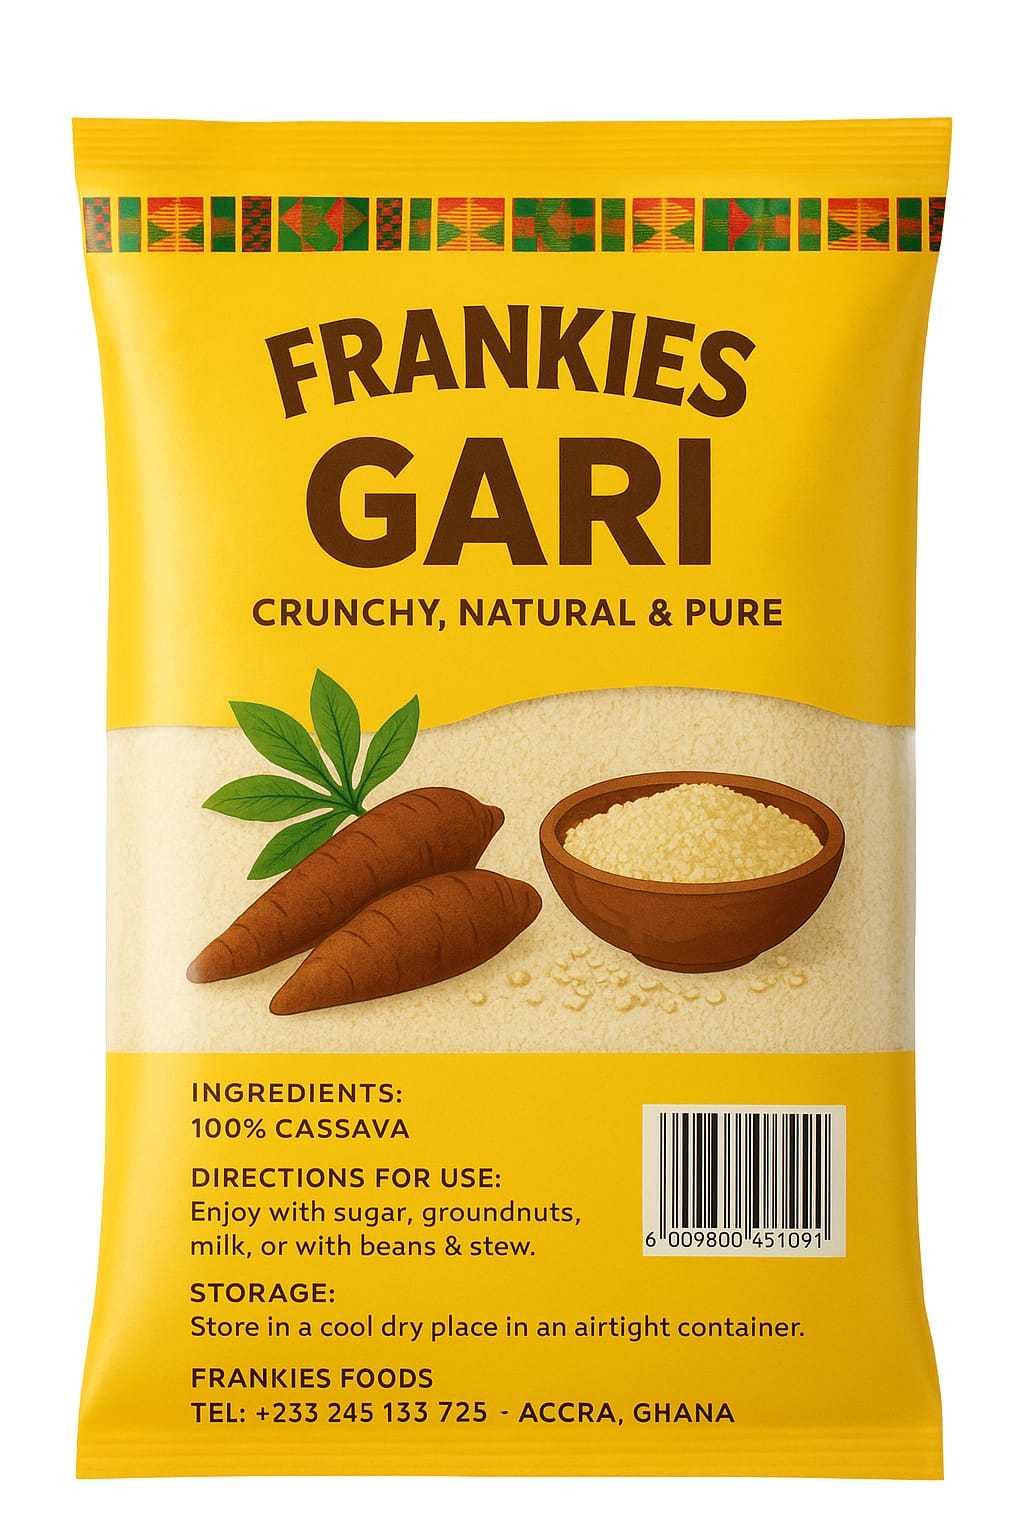 FRANKIES
GARI
CRUNCHY, NATURAL & PURE
INGREDIENTS:
100% CASSAVA
DIRECTIONS FOR USE:
Enjoy with sugar, groundnuts,
milk, or with beans & stew.
STORAGE:
Store in a cool dry place in an airtight container.
FRANKIES FOODS
TEL: +233 245 133 725 - ACCRA, GHANA
6 009800 451091